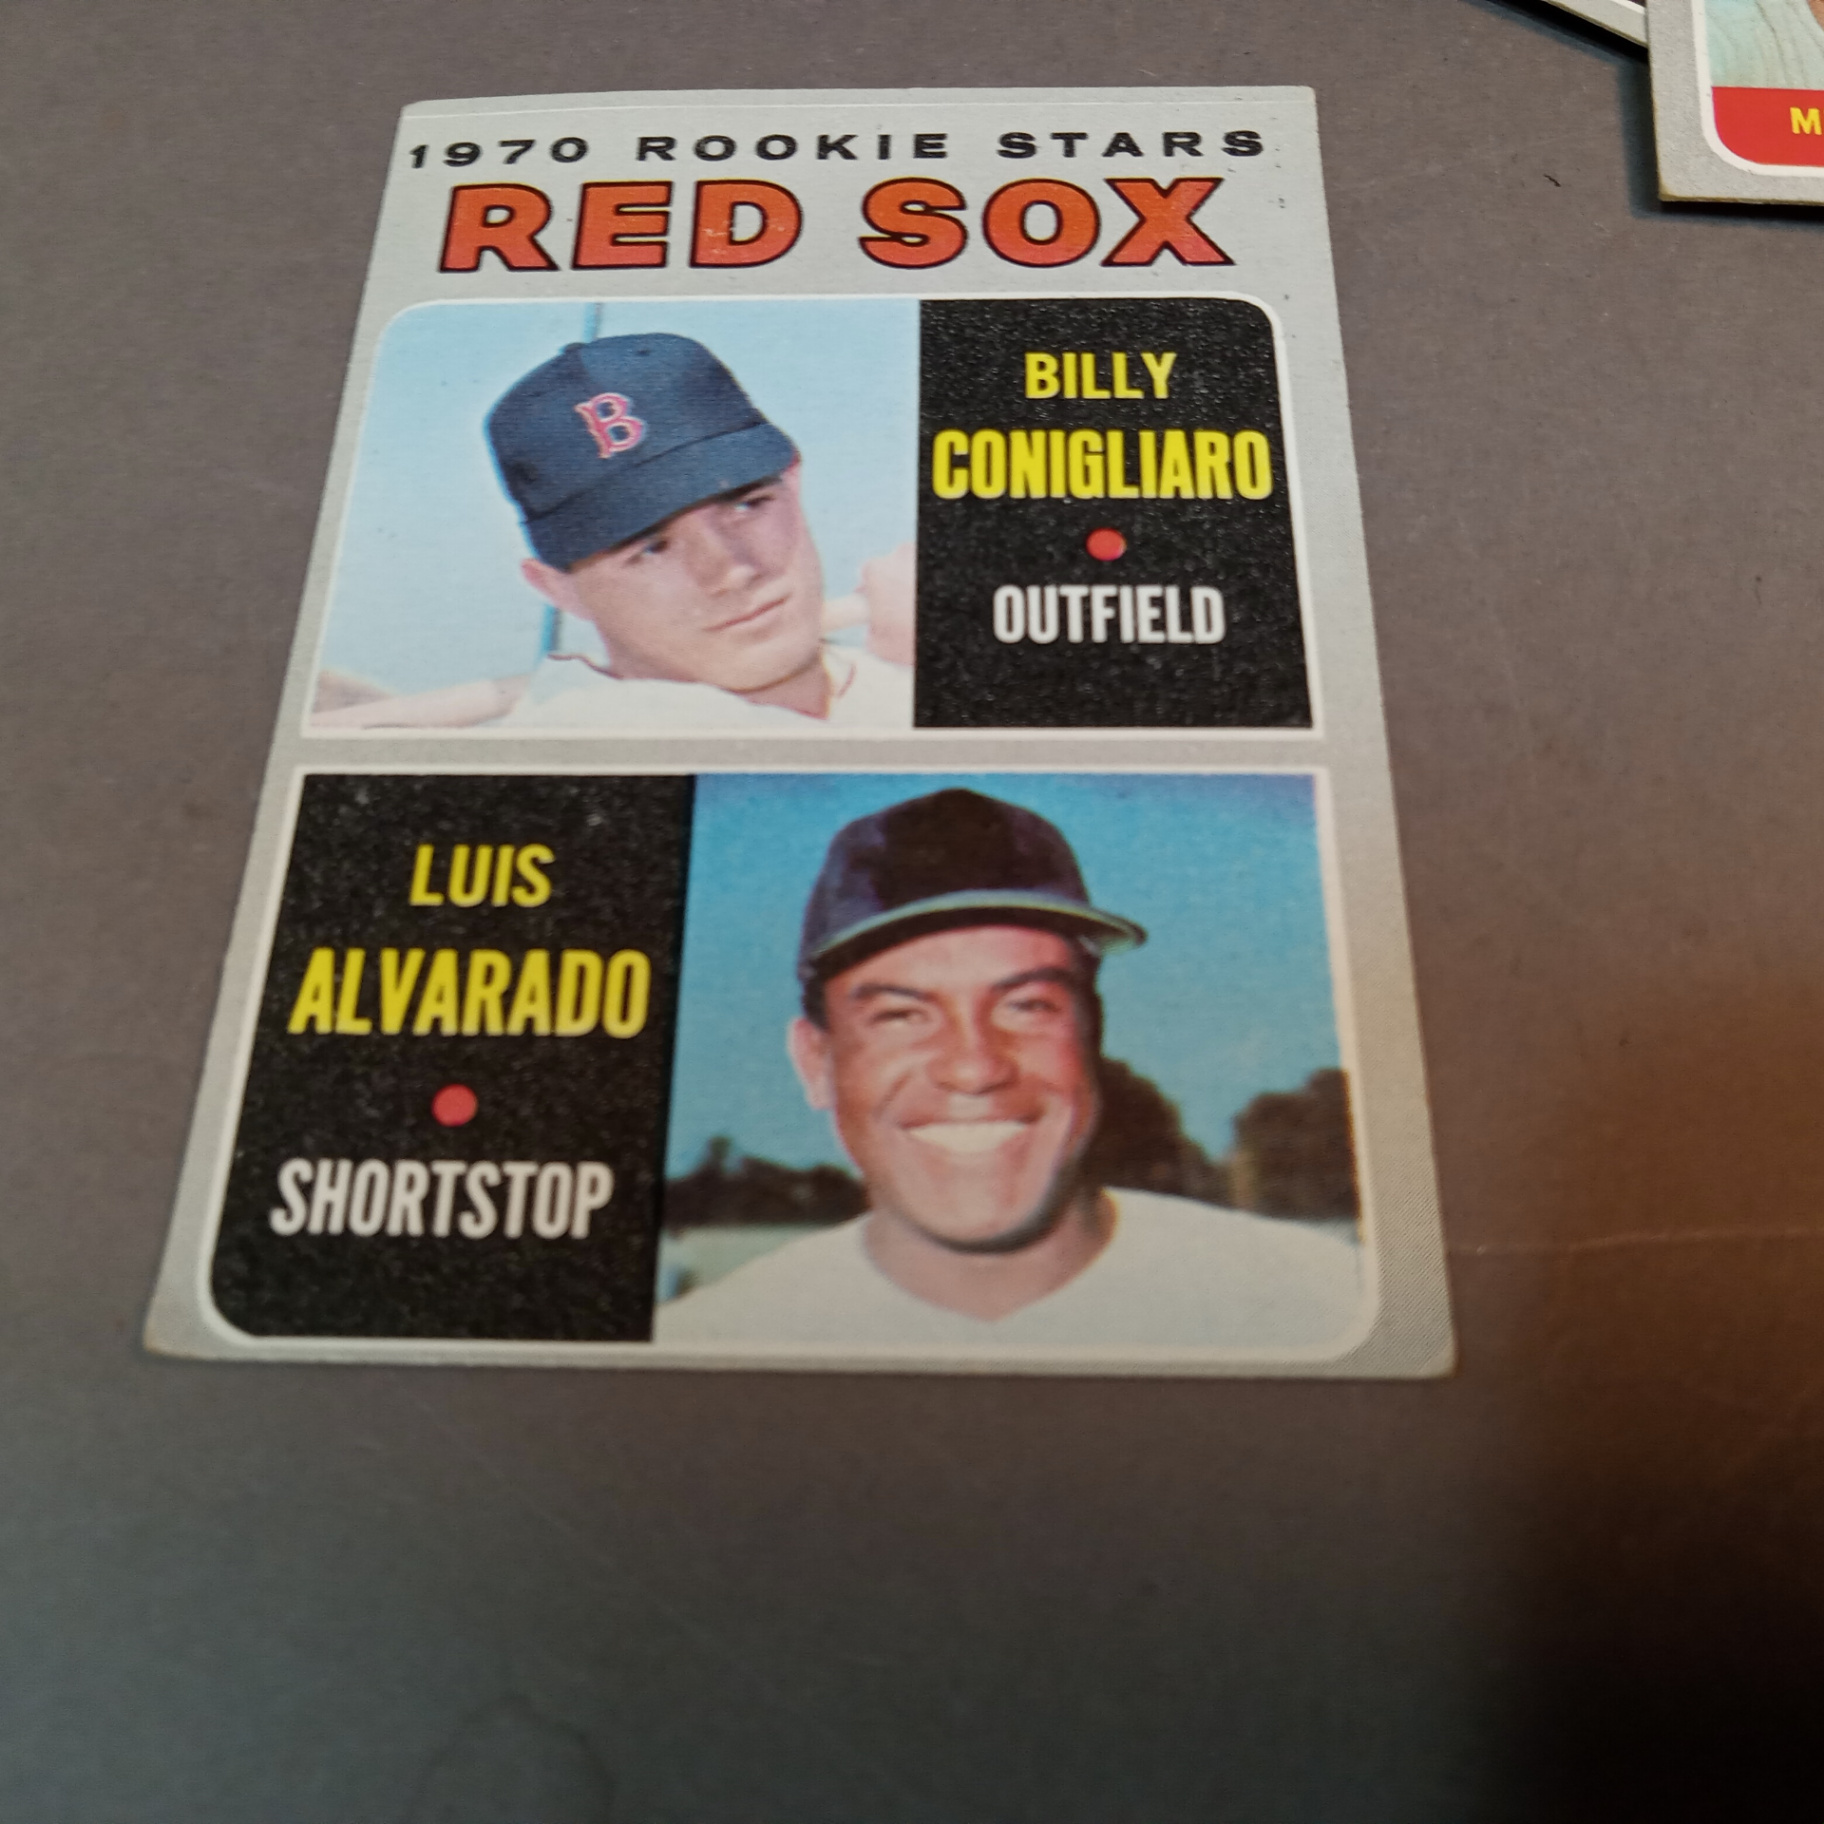 1970 ROOKIE STARS
RED SOX
B
BILLY
CONIGLIARO
OUTFIELD
LUIS
ALVARADO
SHORTSTOP
M